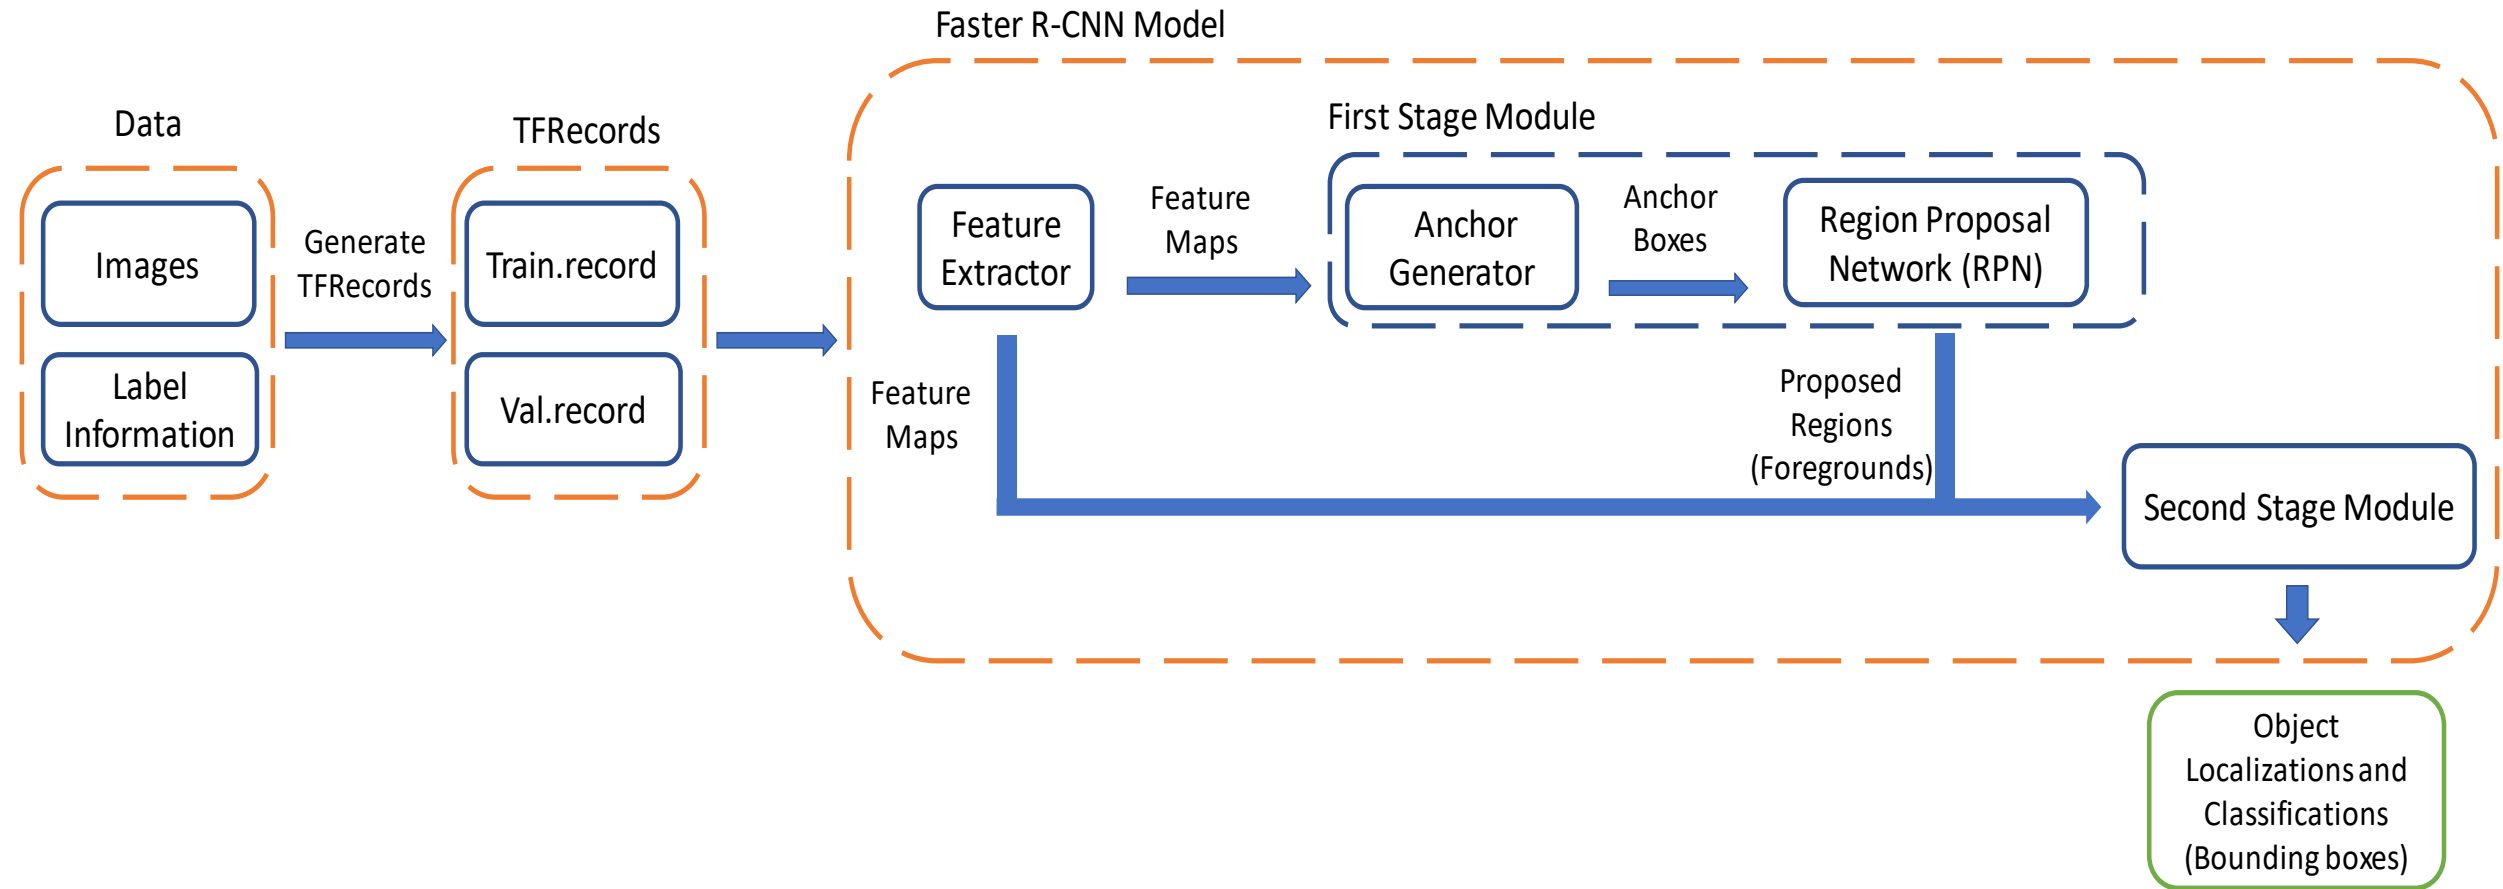 Faster R-CNN Model
Data
TFRecords
First Stage Module
Images
Label
Information
Generate
TFRecords
Train.record
Val.record
Feature
Extractor
Feature
Maps
Anchor
Generator
Anchor
Boxes
Region Proposal
Network (RPN)
Feature
Maps
Proposed
Regions
(Foregrounds)
Second Stage Module
Object
Localizations and
Classifications
(Bounding boxes)